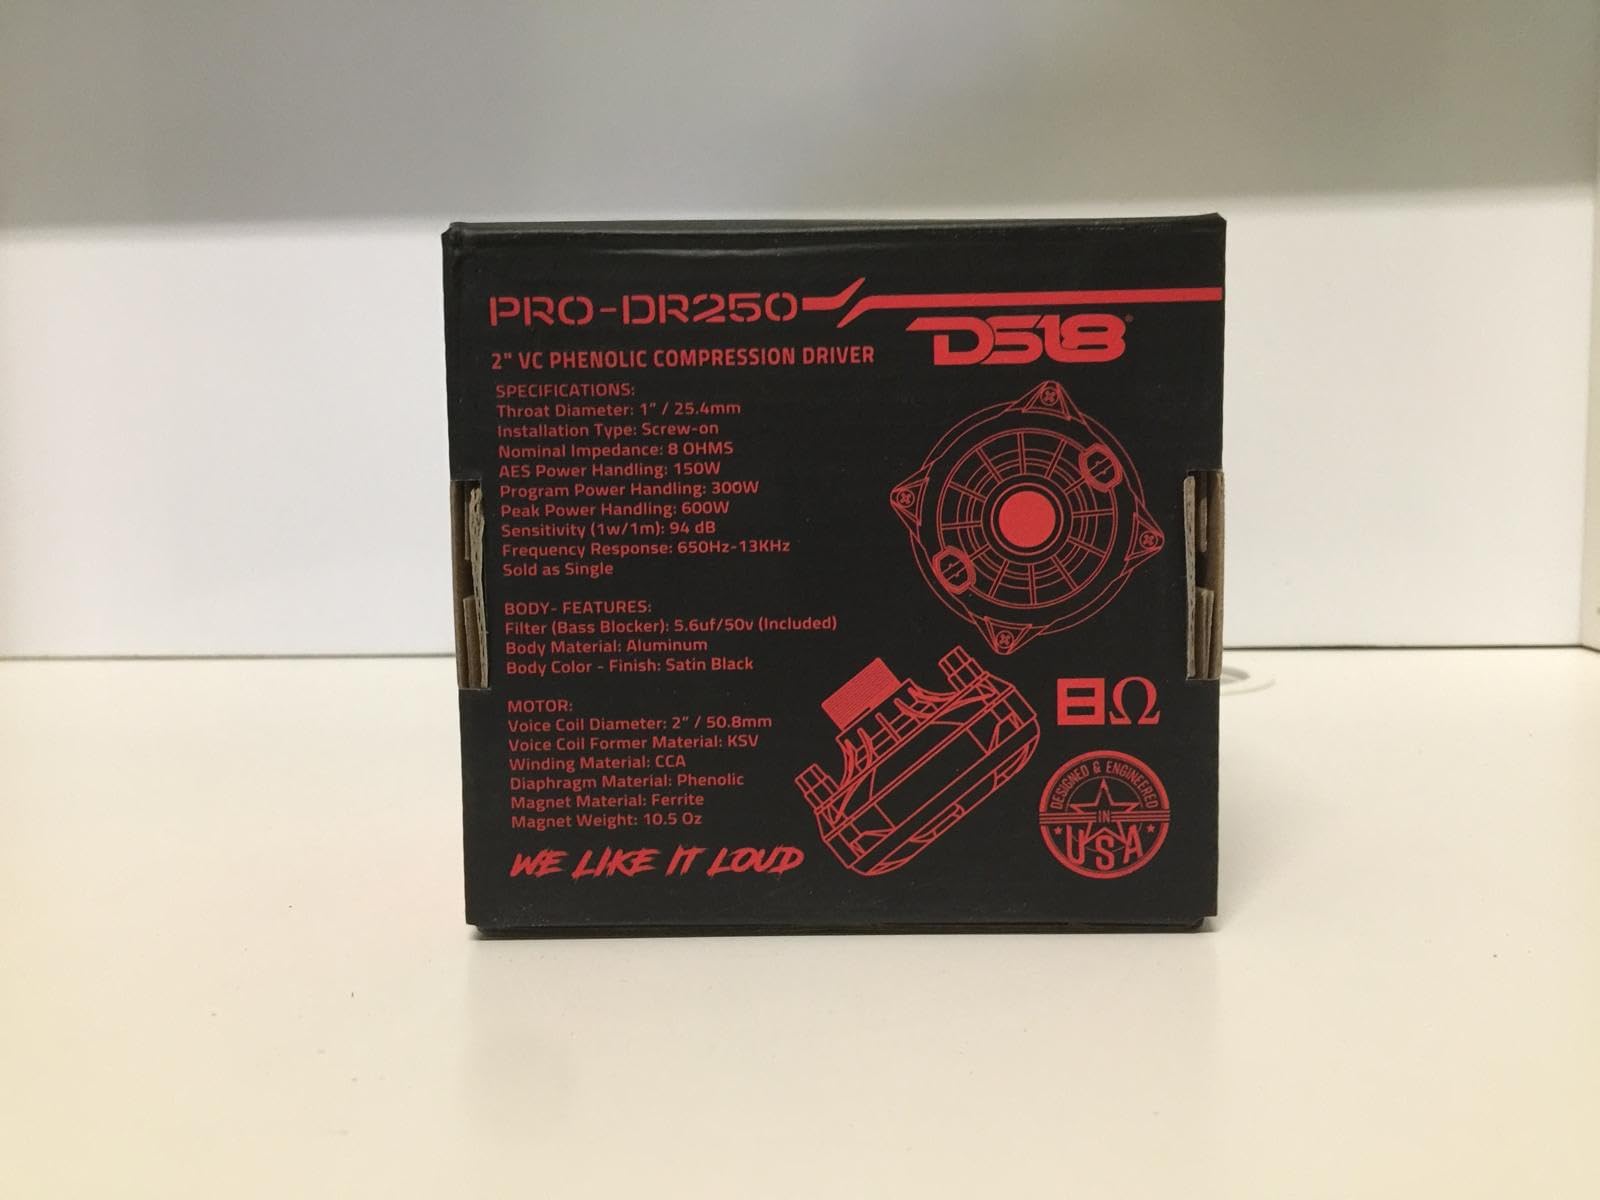 PRO-DR250
DS18®
2" VC PHENOLIC COMPRESSION DRIVER
SPECIFICATIONS:
Throat Diameter: 1" / 25.4mm
Installation Type: Screw-on
Nominal Impedance: 8 OHMS
AES Power Handling: 150W
Program Power Handling: 300W
Peak Power Handling: 600W
Sensitivity (1w/1m): 94 dB
Frequency Response: 650Hz-13KHz
Sold as Single
BODY- FEATURES:
Filter (Bass Blocker): 5.6uf/50v (Included)
Body Material: Aluminum
Body Color - Finish: Satin Black
MOTOR:
Voice Coil Diameter: 2" / 50.8mm
Voice Coil Former Material: KSV
Winding Material: CCA
Diaphragm Material: Phenolic
Magnet Material: Ferrite
Magnet Weight: 10.5 Oz
WE LIKE IT LOUD
8Ω
DESIGNED & ENGINEERED
IN
USA